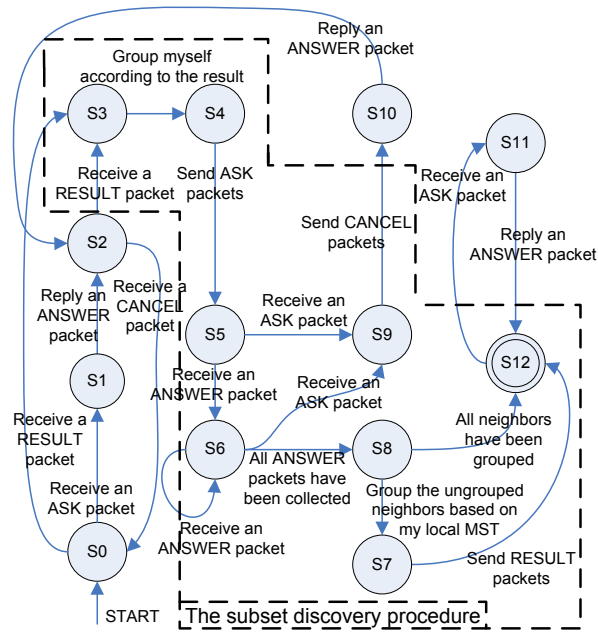 Reply an
ANSWER packet
Group myself
according to the result
S3
S4
S10
S11
Receive a
RESULT packet
Send ASK
packets
Receive an
ASK packet
Send CANCEL
packets
Reply an
ANSWER packet
S2
Receive a
CANCEL
packet
Reply an
ANSWER
packet
Receive an
ASK packet
S5
S9
S12
S1
Receive an
ANSWER packet
Receive an
ASK packet
Receive a
RESULT
packet
All neighbors
have been
grouped
S6
S8
All ANSWER
packets have
been collected
Receive an
ASK packet
Group the ungrouped
neighbors based on
my local MST
Receive an
ANSWER packet
S0
S7
Send RESULT
packets
START
The subset discovery procedure